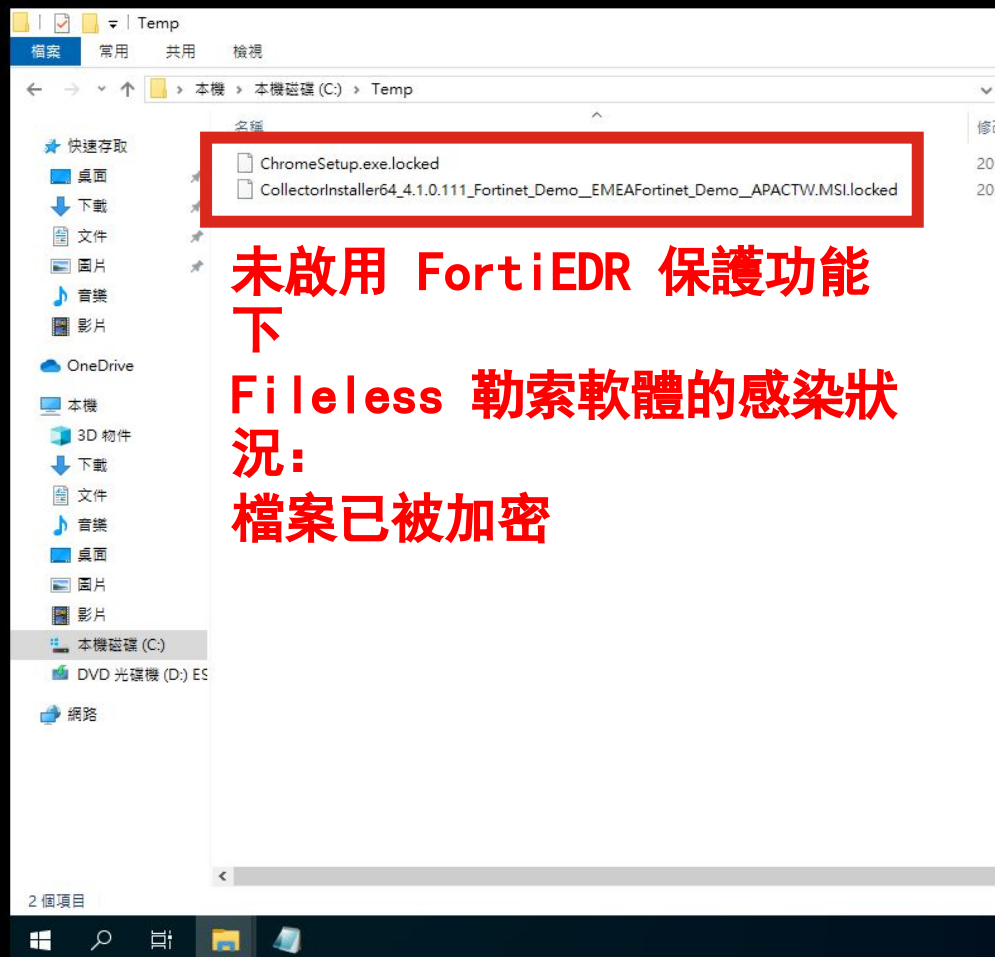 Temp
檔案 常用 共用 檢視
本機 > 本機磁碟 (C:) > Temp
名稱
快速存取
ChromeSetup.exe.locked
桌面
CollectorInstaller64_4.1.0.111_Fortinet_Demo__EMEAFortinet_Demo__APACTW.MSI.locked
下載
文件
圖片
音樂
影片
未啟用 FortiEDR 保護功能
下
Fileless 勒索軟體的感染狀
況：
檔案已被加密
OneDrive
本機
3D 物件
下載
文件
音樂
桌面
圖片
影片
本機磁碟 (C:)
DVD 光碟機 (D:) ES
網路
2 個項目